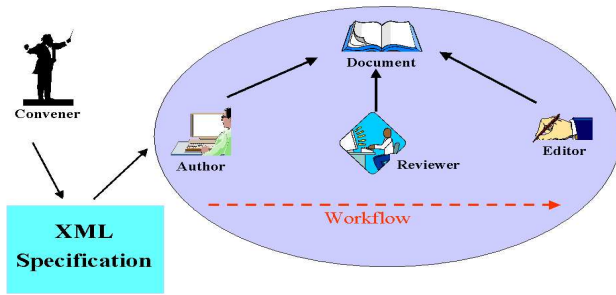 Document
Convener
Author
Reviewer
Editor
Workflow
XML
Specification